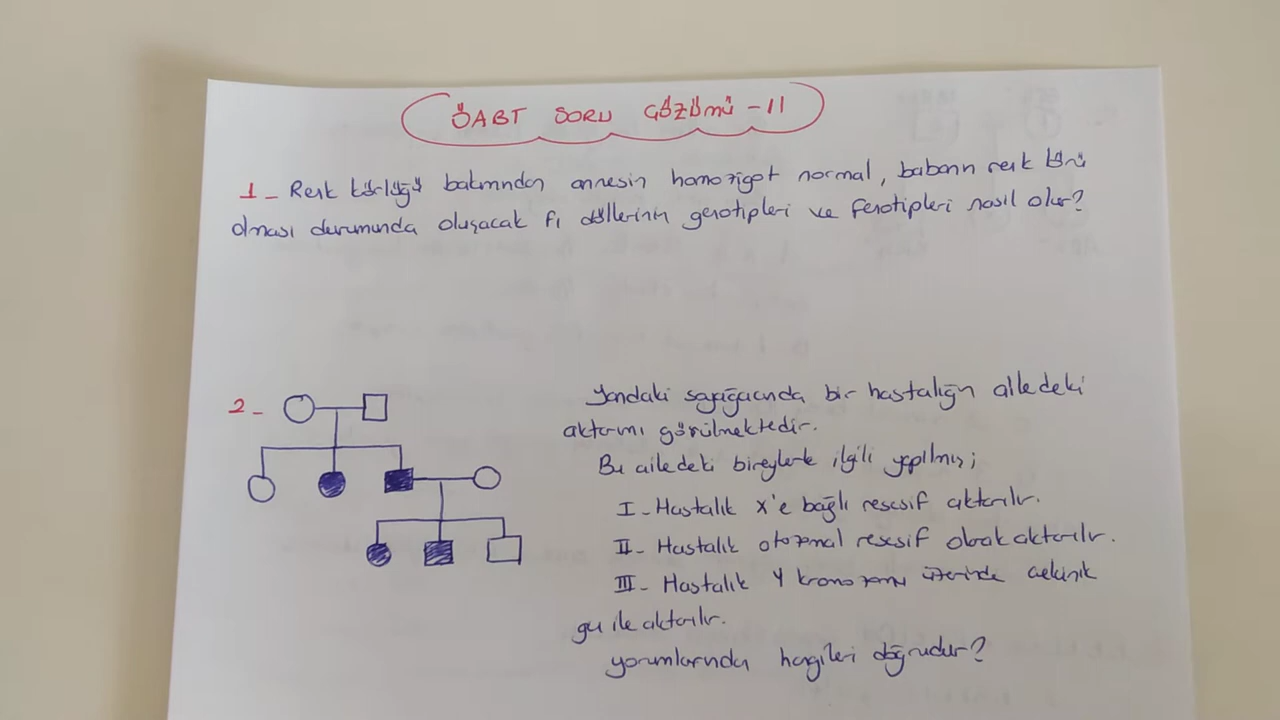 ÖABT SORU ÇÖZÜMÜ - 11
1_ Renk körlüğü bakımından annesin homozigot normal, babanın renk körü
olması durumunda oluşacak F1 döllerinin genotipleri ve fenotipleri nasıl olur?
2- Yandaki soyağacında bir hastalığın ailedeki
aktarımı görülmektedir.
Bu ailedeki bireylerle ilgili yapılmış;
I - Hastalık X'e bağlı resesif aktarılır.
II - Hastalık otozomal resesif olarak aktarılır.
III - Hastalık Y kromozomu üzerinde çekinik
gen ile aktarılır.
yorumlarından hangileri doğrudur?